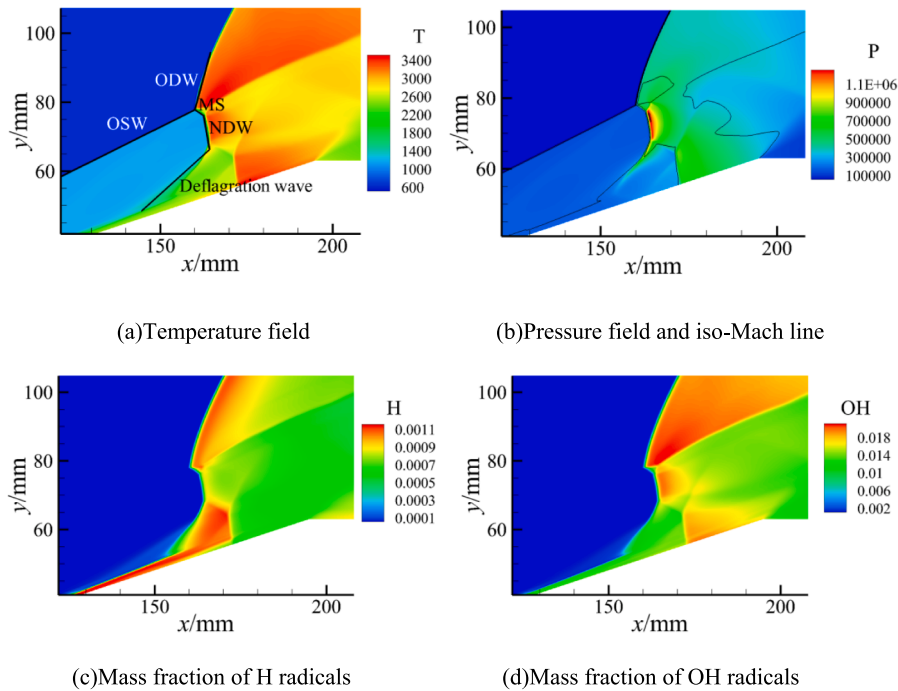 y/mm
100
80
60
150
200
x/mm
ODW
MS
OSW
NDW
Deflagration wave
T
3400
3000
2600
2200
1800
1400
1000
600
(a)Temperature field
y/mm
100
80
60
150
200
x/mm
P
1.1E+06
900000
700000
500000
300000
100000
(b)Pressure field and iso-Mach line
y/mm
100
80
60
150
200
x/mm
H
0.0011
0.0009
0.0007
0.0005
0.0003
0.0001
(c)Mass fraction of H radicals
y/mm
100
80
60
150
200
x/mm
OH
0.018
0.014
0.01
0.006
0.002
(d)Mass fraction of OH radicals